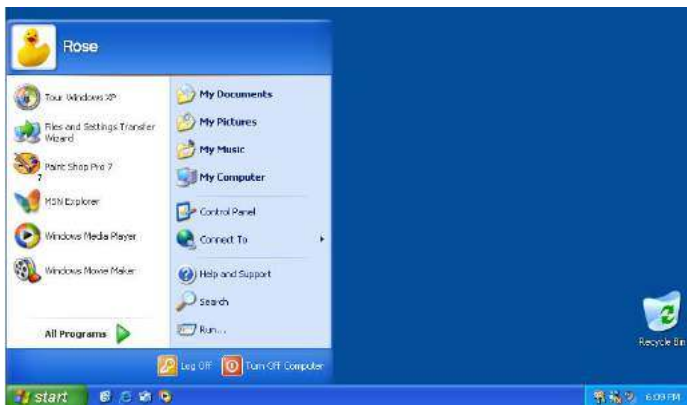 Rose
Tour Windows XP
Files and Settings Transfer
Wizard
Paint Shop Pro 7
7
MSN Explorer
Windows Media Player
Windows Movie Maker
All Programs
My Documents
My Pictures
My Music
My Computer
Control Panel
Connect To
Help and Support
Search
Run...
Log Off
Turn Off Computer
Recycle Bin
start
6:09 PM